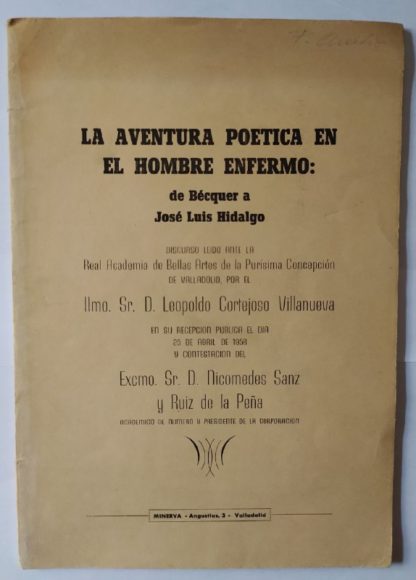 LA AVENTURA POETICA EN
EL HOMBRE ENFERMO:
de Bécquer a
José Luis Hidalgo
DISCURSO LEIDO ANTE LA
Real Academia de Bellas Artes de la Purísima Concepción
DE VALLADOLID, POR EL
Ilmo. Sr. D. Leopoldo Cortejoso Villanueva
EN SU RECEPCION PUBLICA EL DIA
25 DE ABRIL DE 1958
Y CONTESTACION DEL
Excmo. Sr. D. Nicomedes Sanz
y Ruiz de la Peña
ACADEMICO DE NUMERO Y PRESIDENTE DE LA CORPORACION
MINERVA - Angustias, 3 - Valladolid